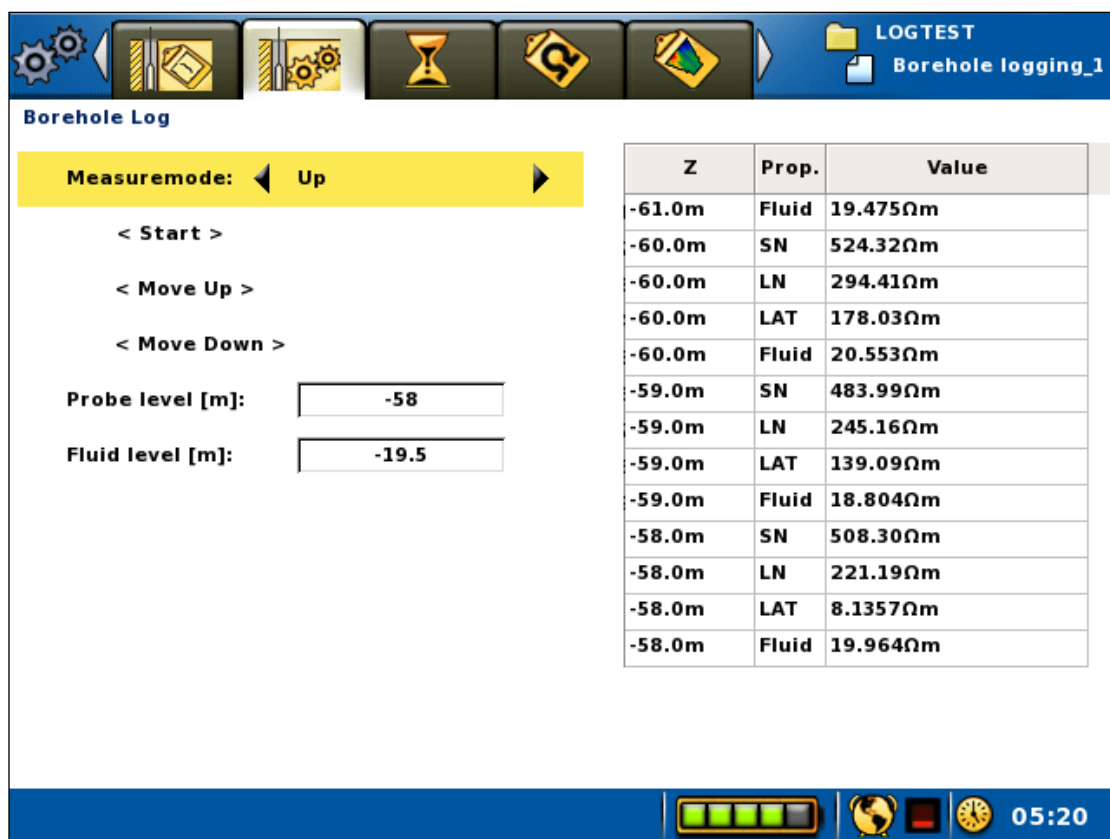 LOGTEST
Borehole logging_1
Borehole Log
Measuremode: Up
< Start >
< Move Up >
< Move Down >
Probe level [m]: -58
Fluid level [m]: -19.5
Z Prop. Value
-61.0m Fluid 19.475Ωm
-60.0m SN 524.32Ωm
-60.0m LN 294.41Ωm
-60.0m LAT 178.03Ωm
-60.0m Fluid 20.553Ωm
-59.0m SN 483.99Ωm
-59.0m LN 245.16Ωm
-59.0m LAT 139.09Ωm
-59.0m Fluid 18.804Ωm
-58.0m SN 508.30Ωm
-58.0m LN 221.19Ωm
-58.0m LAT 8.1357Ωm
-58.0m Fluid 19.964Ωm
05:20